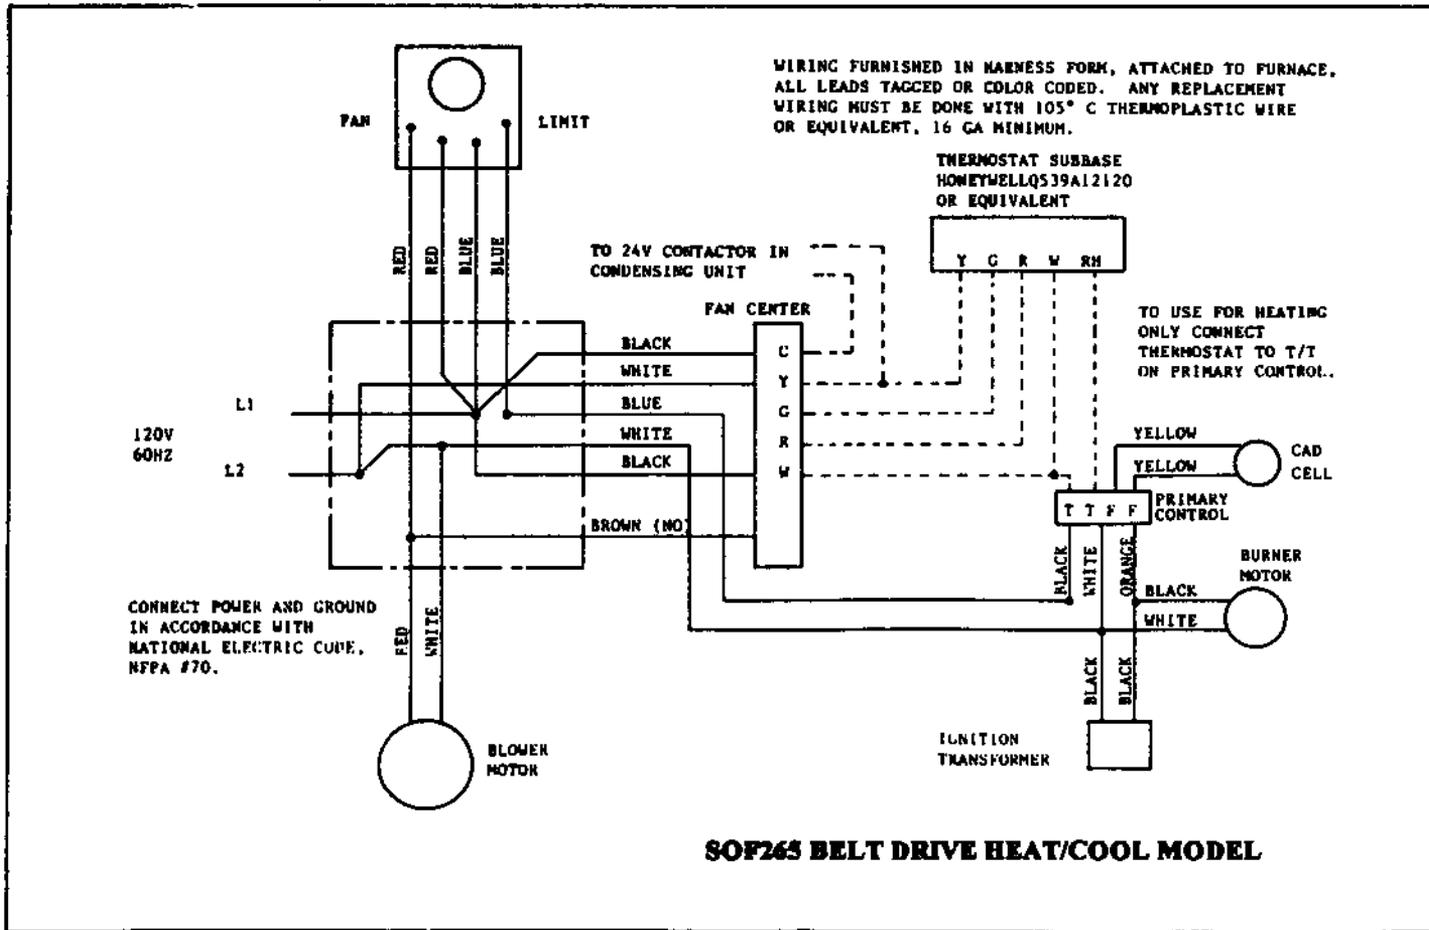 WIRING FURNISHED IN HARNESS FORM, ATTACHED TO FURNACE.
ALL LEADS TAGGED OR COLOR CODED. ANY REPLACEMENT
WIRING MUST BE DONE WITH 105° C THERMOPLASTIC WIRE
OR EQUIVALENT, 16 GA MINIMUM.
FAN
LIMIT
THERMOSTAT SUBBASE
HONEYWELLQ539A12120
OR EQUIVALENT
RED
RED
BLUE
BLUE
TO 24V CONTACTOR IN
CONDENSING UNIT
Y G R W RH
FAN CENTER
TO USE FOR HEATING
ONLY CONNECT
THERMOSTAT TO T/T
ON PRIMARY CONTROL.
BLACK
C
WHITE
Y
L1
BLUE
G
120V
60HZ
WHITE
R
YELLOW
CAD
CELL
L2
BLACK
W
YELLOW
T T F F
PRIMARY
CONTROL
BROWN (NO)
BLACK
WHITE
ORANGE
BURNER
MOTOR
BLACK
WHITE
CONNECT POWER AND GROUND
IN ACCORDANCE WITH
NATIONAL ELECTRIC CODE,
NFPA #70.
RED
WHITE
BLACK
BLACK
BLOWER
MOTOR
IGNITION
TRANSFORMER
SOF265 BELT DRIVE HEAT/COOL MODEL